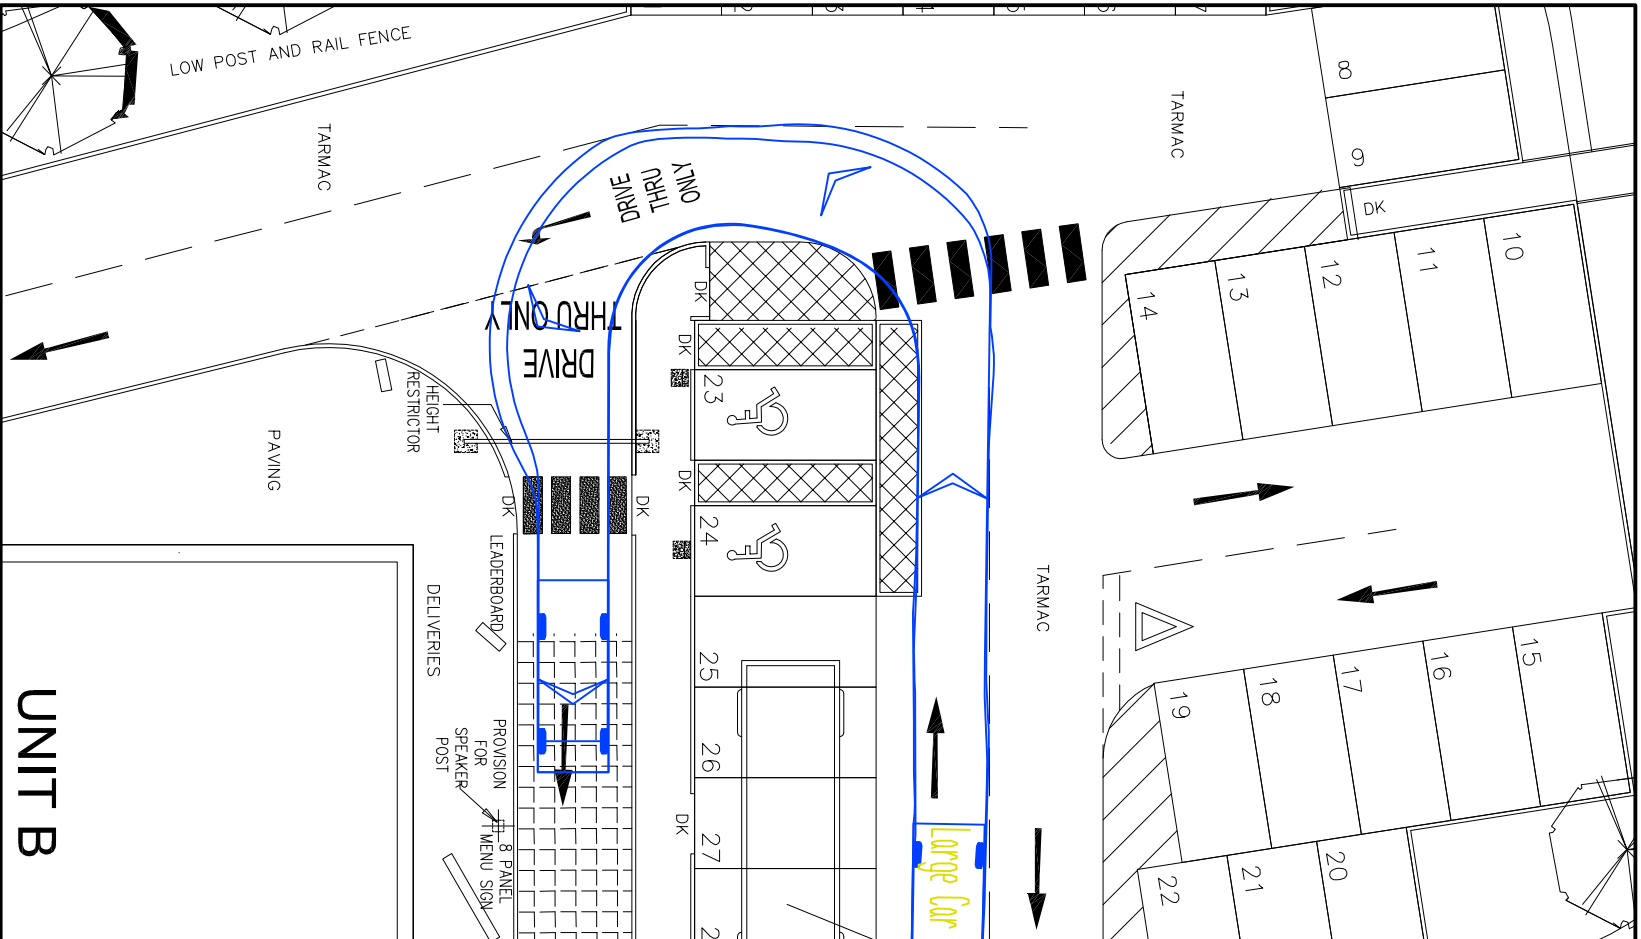 LOW POST AND RAIL FENCE
TARMAC
DRIVE
THRU
ONLY
TARMAC
8
9
DK
10
11
12
13
14
DRIVE
THRU ONLY
DK
DK
23
HEIGHT
RESTRICTOR
PAVING
DK
DK
DK
24
LEADERBOARD
DELIVERIES
TARMAC
15
16
17
18
19
20
21
22
25
26
27
DK
PROVISION
FOR
SPEAKER
POST
8 PANEL
MENU SIGN
Large Car
UNIT B